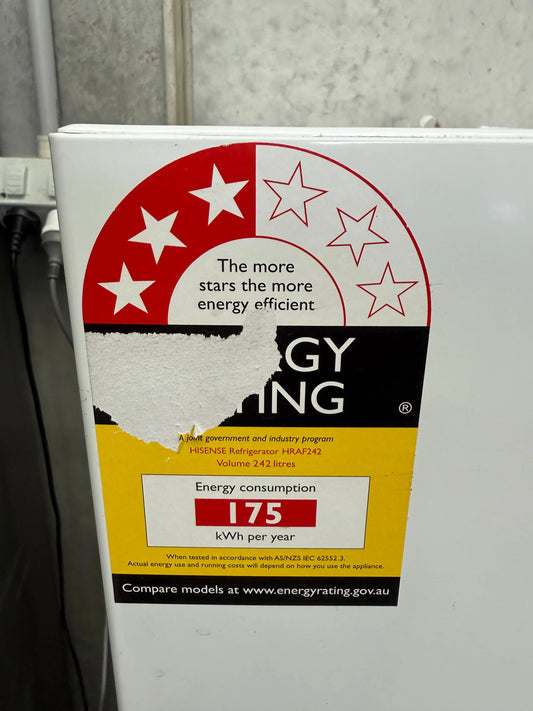 The more
stars the more
energy efficient
RGY
TING
®
A joint government and industry program
HISENSE Refrigerator HRAF242
Volume 242 litres
Energy consumption
175
kWh per year
When tested in accordance with AS/NZS IEC 62552.3.
Actual energy use and running costs will depend on how you use the appliance.
Compare models at www.energyrating.gov.au